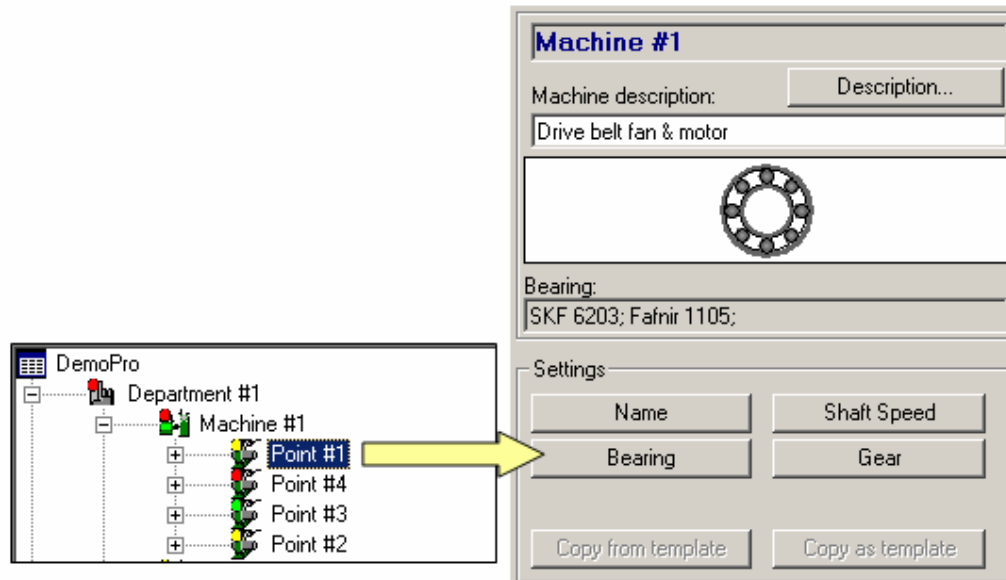 Machine #1
Machine description:
Description...
Drive belt fan & motor
Bearing:
SKF 6203; Fafnir 1105;
DemoPro
Department #1
Machine #1
Point #1
Point #4
Point #3
Point #2
Settings
Name
Shaft Speed
Bearing
Gear
Copy from template
Copy as template